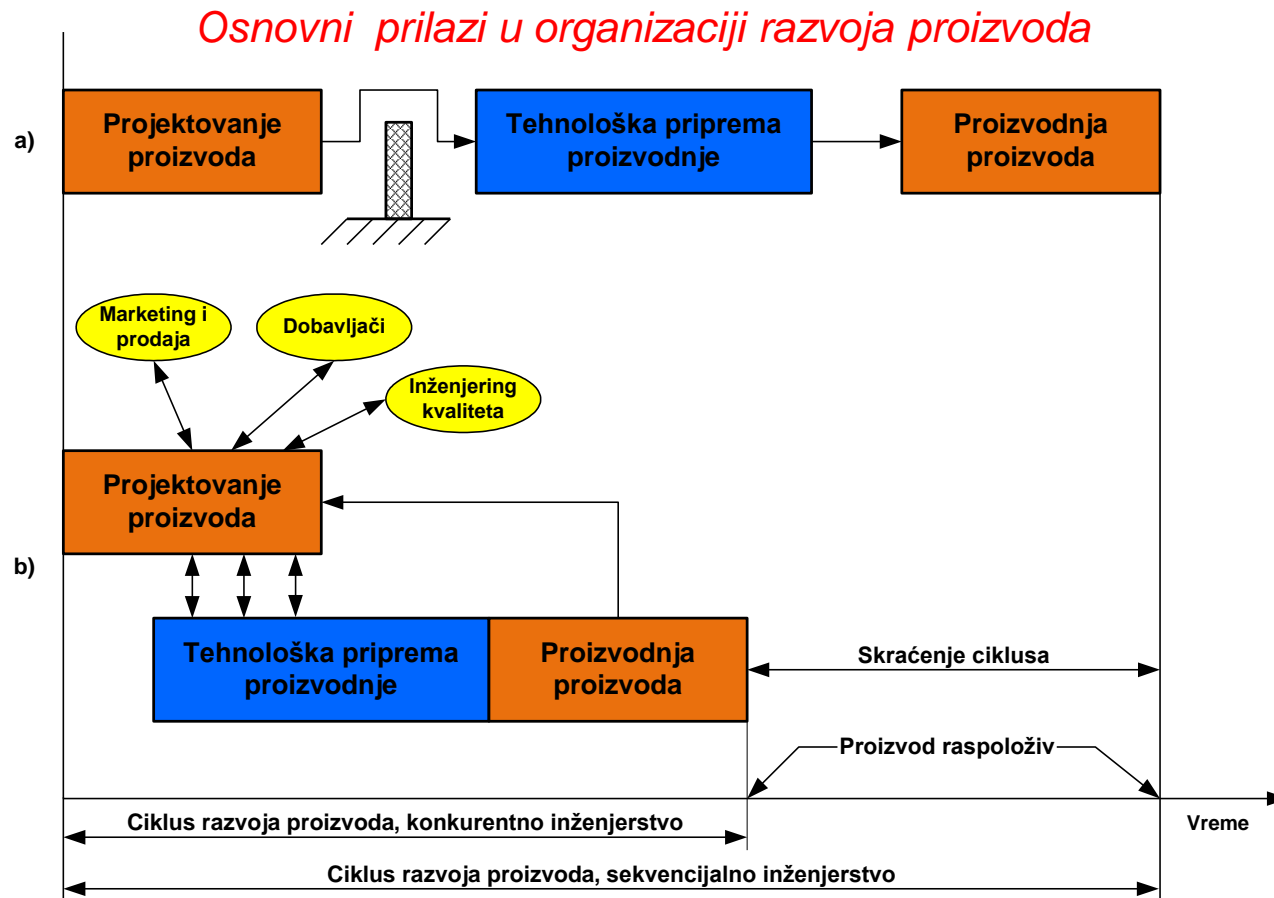 Osnovni prilazi u organizaciji razvoja proizvoda
a)
Projektovanje
proizvoda
Tehnološka priprema
proizvodnje
Proizvodnja
proizvoda
Marketing i
prodaja
Dobavljači
Inženjering
kvaliteta
b)
Projektovanje
proizvoda
Tehnološka priprema
proizvodnje
Proizvodnja
proizvoda
Skraćenje ciklusa
Proizvod raspoloživ
Ciklus razvoja proizvoda, konkurentno inženjerstvo
Vreme
Ciklus razvoja proizvoda, sekvencijalno inženjerstvo